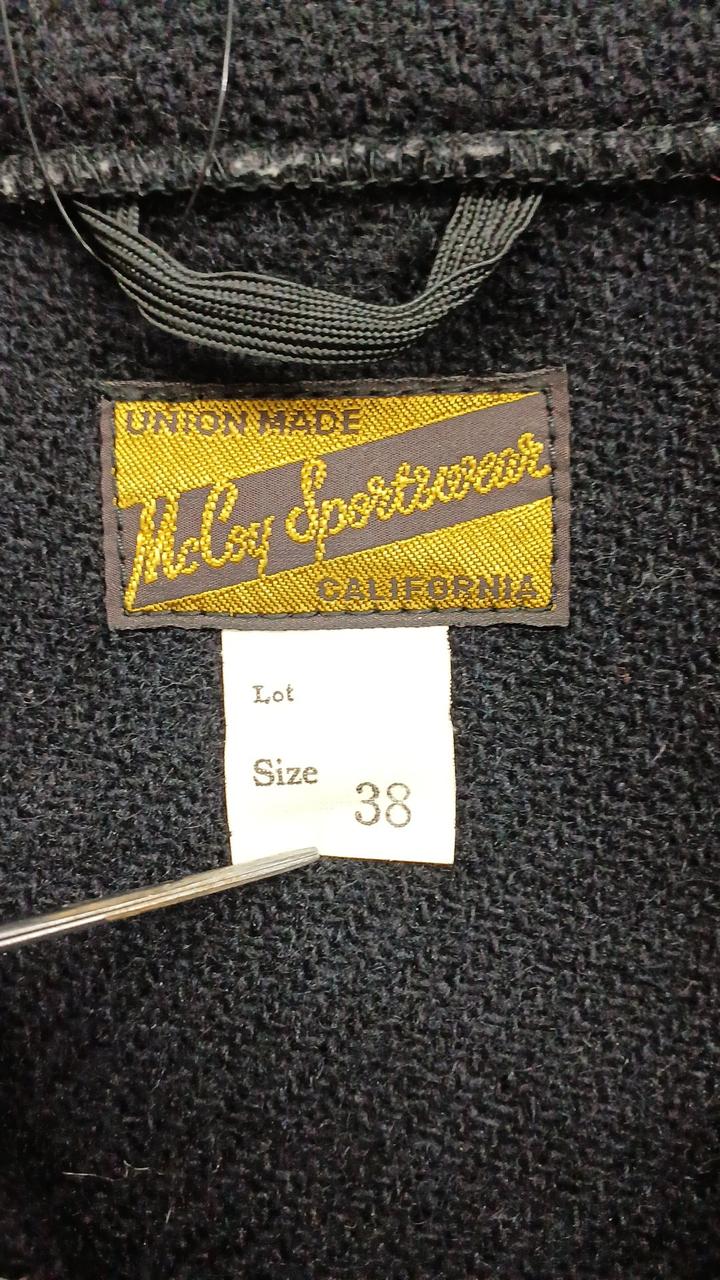 UNION MADE
McCoy Sportswear
CALIFORNIA
Lot
Size
38